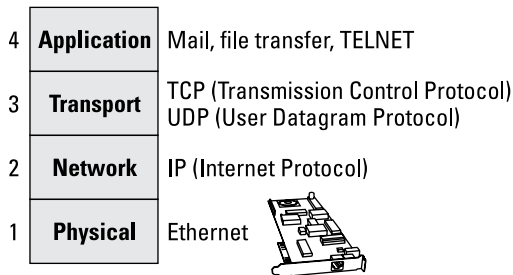 4 Application Mail, file transfer, TELNET
3 Transport TCP (Transmission Control Protocol)
UDP (User Datagram Protocol)
2 Network IP (Internet Protocol)
1 Physical Ethernet